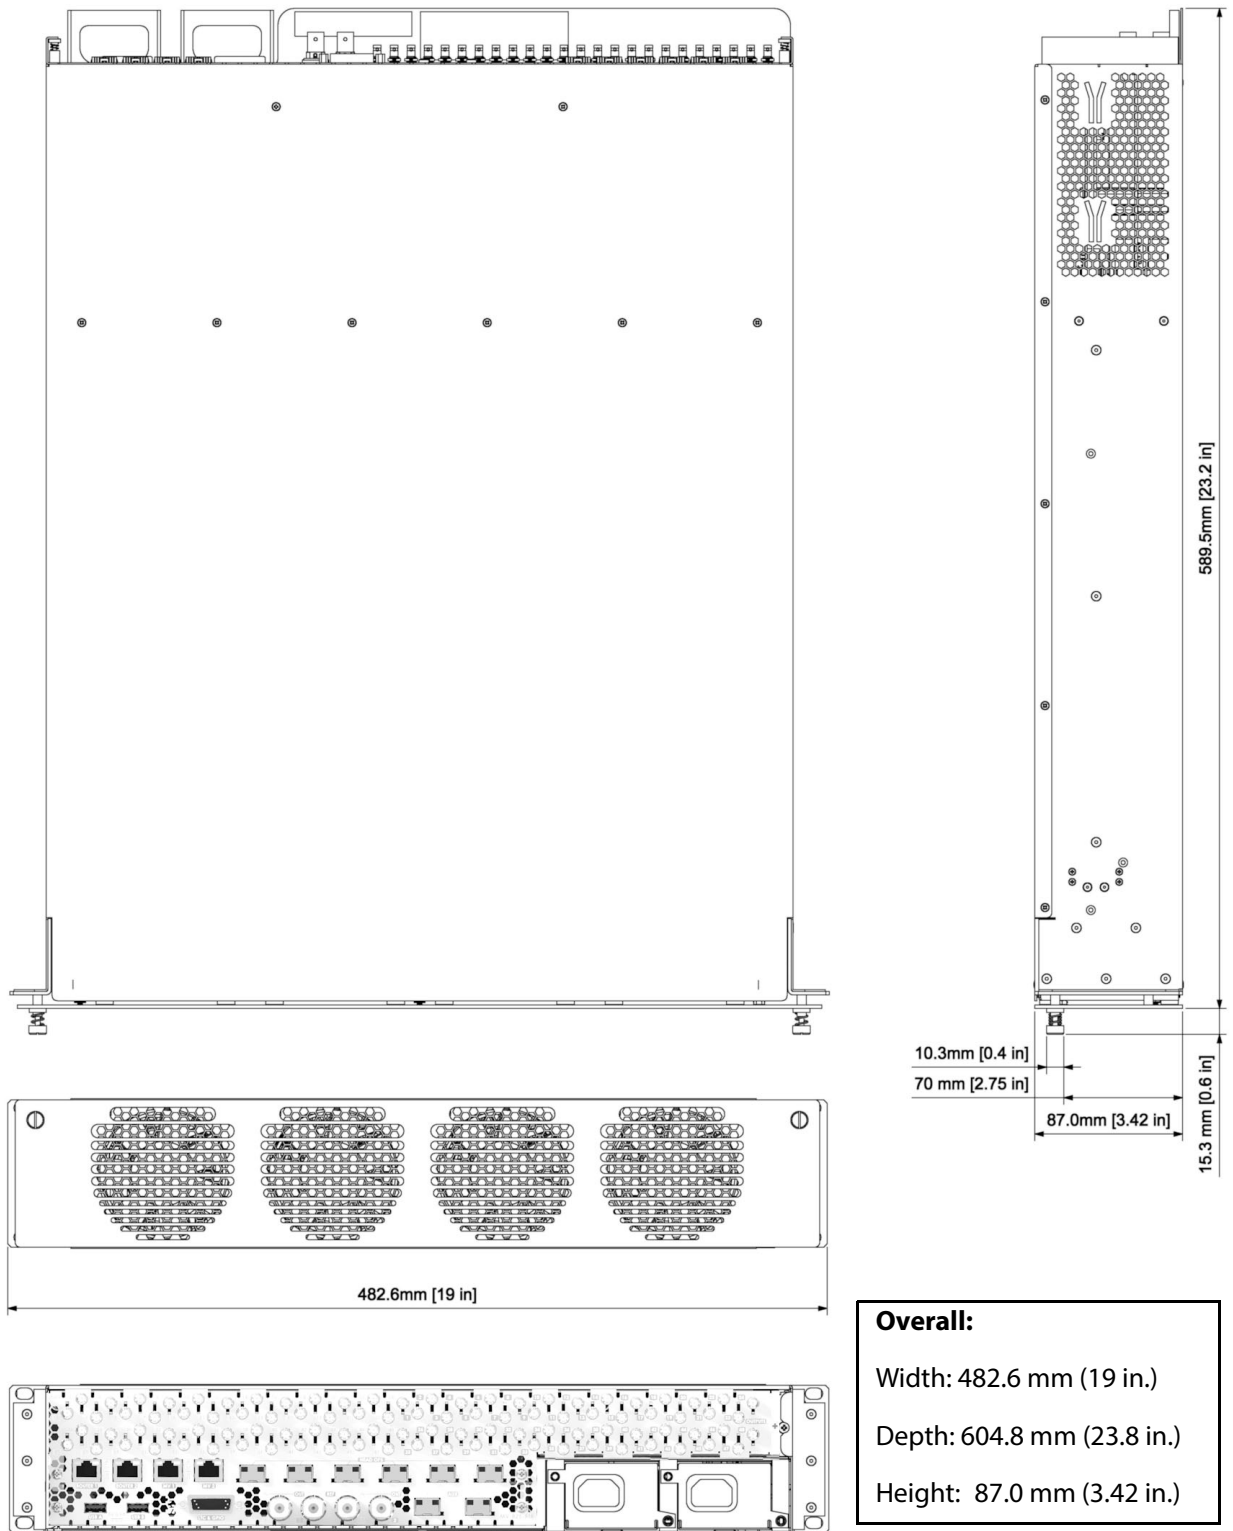 589.5mm [23.2 in]
10.3mm [0.4 in]
70 mm [2.75 in]
87.0mm [3.42 in]
15.3 mm [0.6 in]
482.6mm [19 in]
Overall:
Width: 482.6 mm (19 in.)
Depth: 604.8 mm (23.8 in.)
Height: 87.0 mm (3.42 in.)